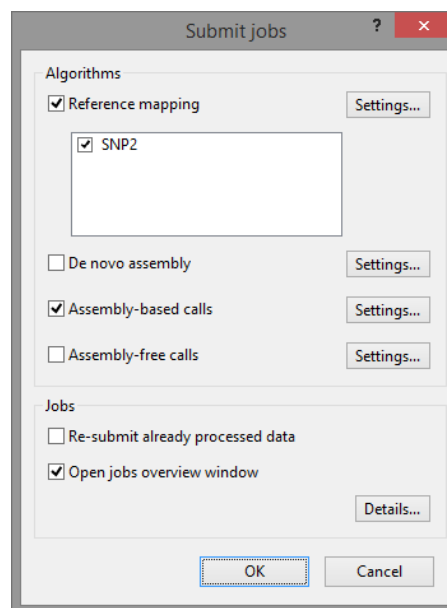 Submit jobs
?
Algorithms
Reference mapping
Settings...
SNP2
De novo assembly
Settings...
Assembly-based calls
Settings...
Assembly-free calls
Settings...
Jobs
Re-submit already processed data
Open jobs overview window
Details...
OK
Cancel